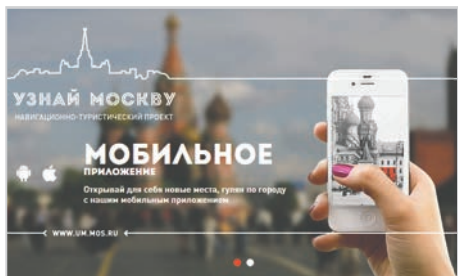 УЗНАЙ МОСКВУ
НАВИГАЦИОННО-ТУРИСТИЧЕСКИЙ ПРОЕКТ
МОБИЛЬНОЕ
ПРИЛОЖЕНИЕ
Открывай для себя новые места, гуляя по городу
с нашим мобильным приложением
WWW.UM.MOS.RU